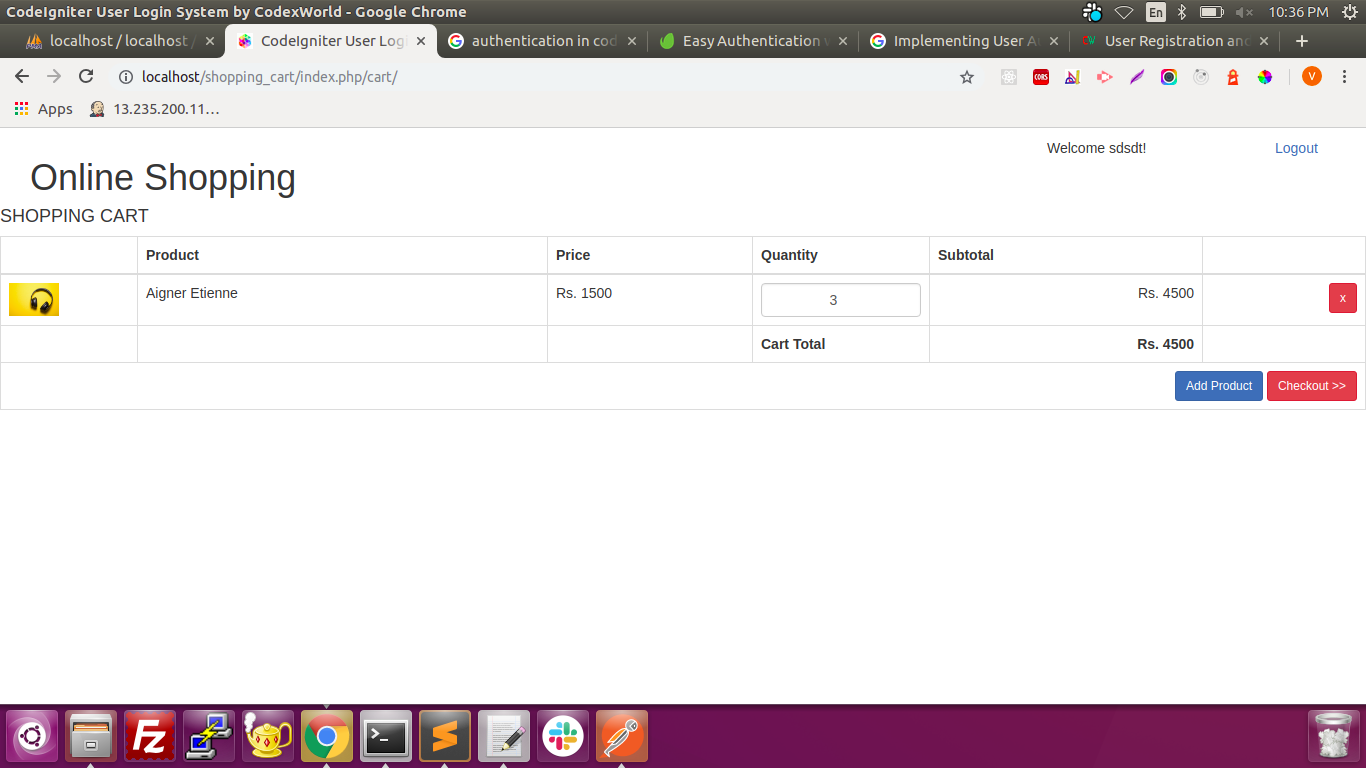 CodeIgniter User Login System by CodexWorld - Google Chrome
En
10:36 PM
localhost / localhost /
CodeIgniter User Log
authentication in cod
Easy Authentication
Implementing User A
User Registration and
localhost/shopping_cart/index.php/cart/
CORS
V
Apps
13.235.200.11…
Welcome sdsdt!
Logout
Online Shopping
SHOPPING CART
Product Price Quantity Subtotal
Aigner Etienne Rs. 1500 3 Rs. 4500 x
Cart Total Rs. 4500
Add Product Checkout >>
Fz